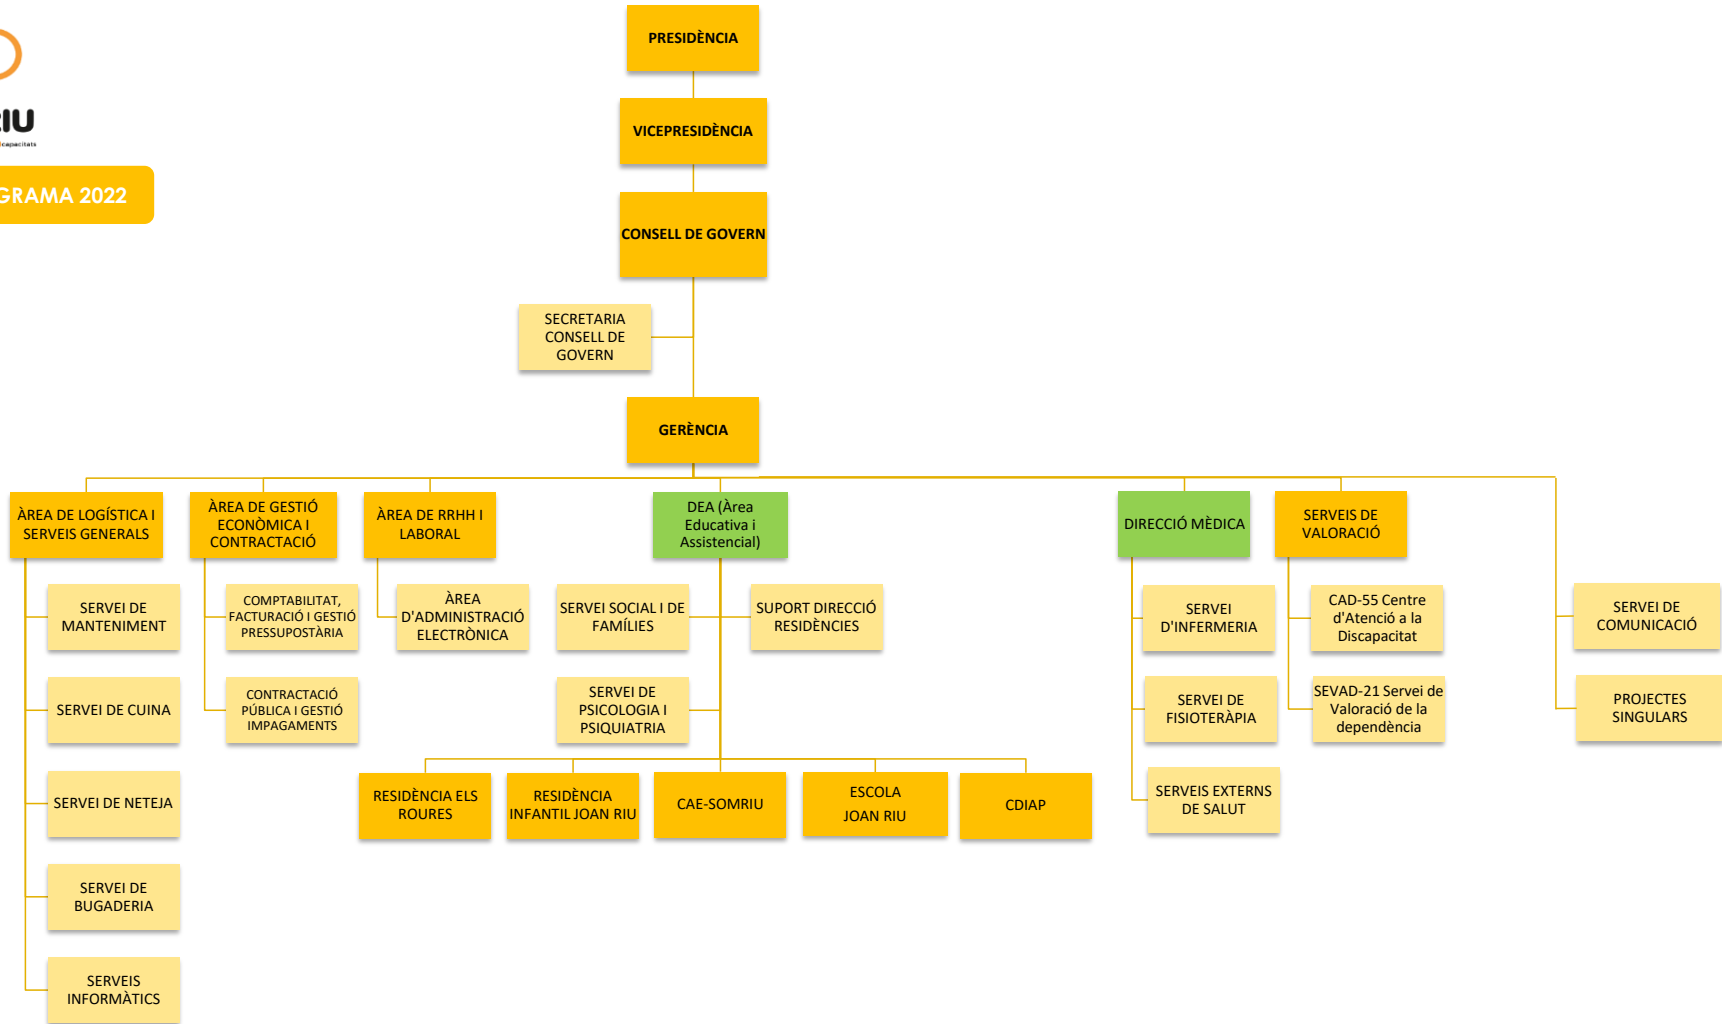 capacitats
2022
PRESIDÈNCIA
VICEPRESIDÈNCIA
CONSELL DE GOVERN
SECRETARIA
CONSELL DE
GOVERN
GERÈNCIA
ÀREA DE LOGÍSTICA I
SERVEIS GENERALS
ÀREA DE GESTIÓ
ECONÒMICA I
CONTRACTACIÓ
ÀREA DE RRHH I
LABORAL
DEA (Àrea
Educativa i
Assistencial)
DIRECCIÓ MÈDICA
SERVEIS DE
VALORACIÓ
SERVEI DE
MANTENIMENT
COMPTABILITAT,
FACTURACIÓ I GESTIÓ
PRESSUPOSTÀRIA
ÀREA
D'ADMINISTRACIÓ
ELECTRÒNICA
SERVEI SOCIAL I DE
FAMÍLIES
SUPORT DIRECCIÓ
RESIDÈNCIES
SERVEI
D'INFERMERIA
CAD-55 Centre
d'Atenció a la
Discapacitat
SERVEI DE
COMUNICACIÓ
SERVEI DE CUINA
CONTRACTACIÓ
PÚBLICA I GESTIÓ
IMPAGAMENTS
SERVEI DE
PSICOLOGIA I
PSIQUIATRIA
SERVEI DE
FISIOTERÀPIA
SEVAD-21 Servei de
Valoració de la
dependència
PROJECTES
SINGULARS
SERVEI DE NETEJA
RESIDÈNCIA ELS
ROURES
RESIDÈNCIA
INFANTIL JOAN RIU
CAE-SOMRIU
ESCOLA
JOAN RIU
CDIAP
SERVEIS EXTERNS
DE SALUT
SERVEI DE
BUGADERIA
SERVEIS
INFORMÀTICS